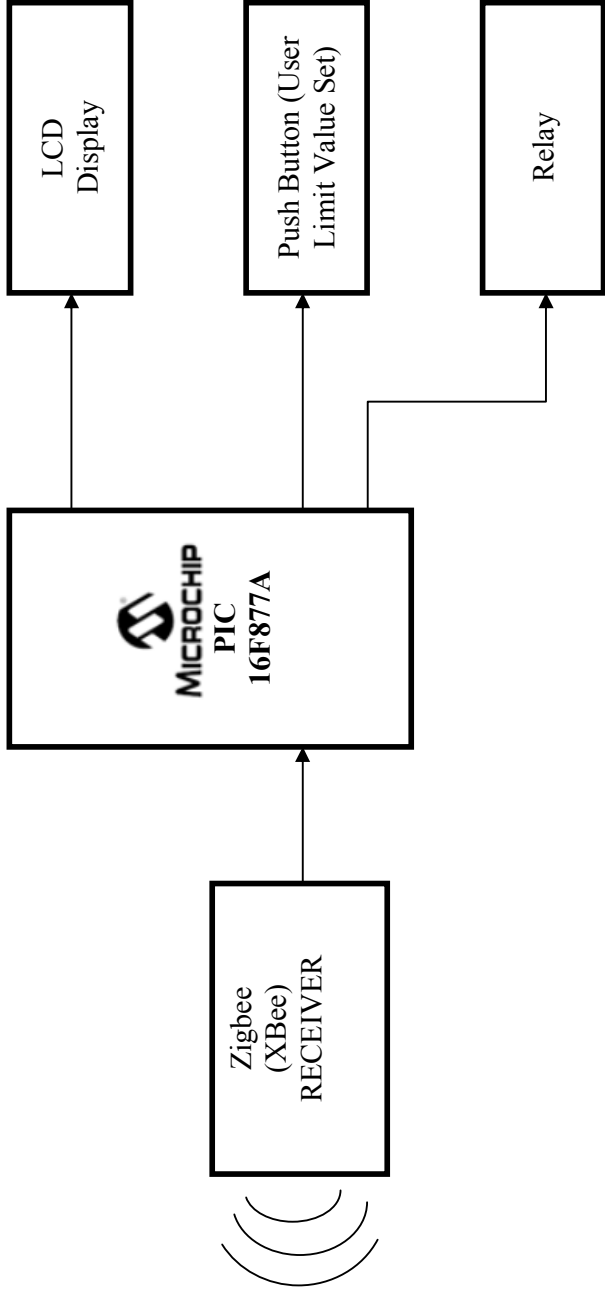 Zigbee
(XBee)
RECEIVER
MICROCHIP
PIC
16F877A
LCD
Display
Push Button (User
Limit Value Set)
Relay